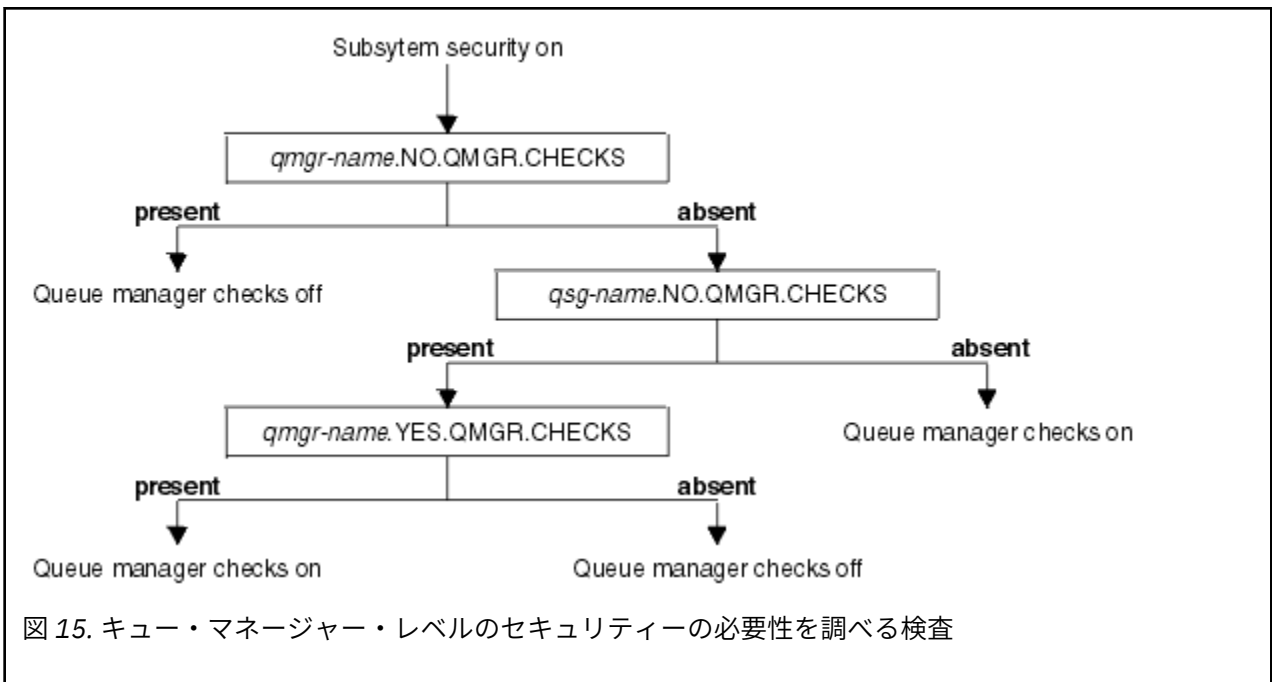 Subsytem security on
qmgr-name.NO.QMGR.CHECKS
present
absent
Queue manager checks off
qsg-name.NO.QMGR.CHECKS
present
absent
qmgr-name.YES.QMGR.CHECKS
Queue manager checks on
present
absent
Queue manager checks on
Queue manager checks off
図 15. キュー・マネージャー・レベルのセキュリティーの必要性を調べる検査